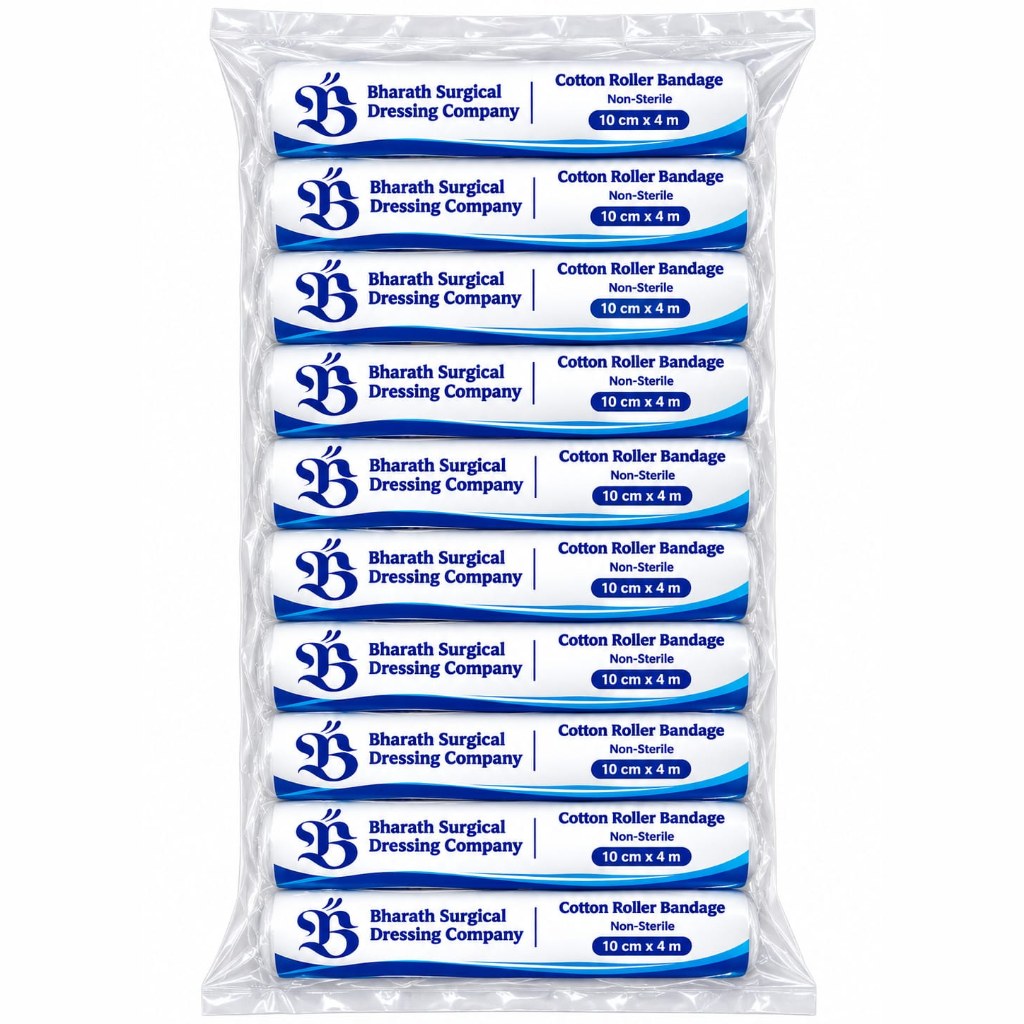 Bharath Surgical
Dressing Company
Cotton Roller Bandage
Non-Sterile
10 cm x 4 m
Bharath Surgical
Dressing Company
Cotton Roller Bandage
Non-Sterile
10 cm x 4 m
Bharath Surgical
Dressing Company
Cotton Roller Bandage
Non-Sterile
10 cm x 4 m
Bharath Surgical
Dressing Company
Cotton Roller Bandage
Non-Sterile
10 cm x 4 m
Bharath Surgical
Dressing Company
Cotton Roller Bandage
Non-Sterile
10 cm x 4 m
Bharath Surgical
Dressing Company
Cotton Roller Bandage
Non-Sterile
10 cm x 4 m
Bharath Surgical
Dressing Company
Cotton Roller Bandage
Non-Sterile
10 cm x 4 m
Bharath Surgical
Dressing Company
Cotton Roller Bandage
Non-Sterile
10 cm x 4 m
Bharath Surgical
Dressing Company
Cotton Roller Bandage
Non-Sterile
10 cm x 4 m
Bharath Surgical
Dressing Company
Cotton Roller Bandage
Non-Sterile
10 cm x 4 m